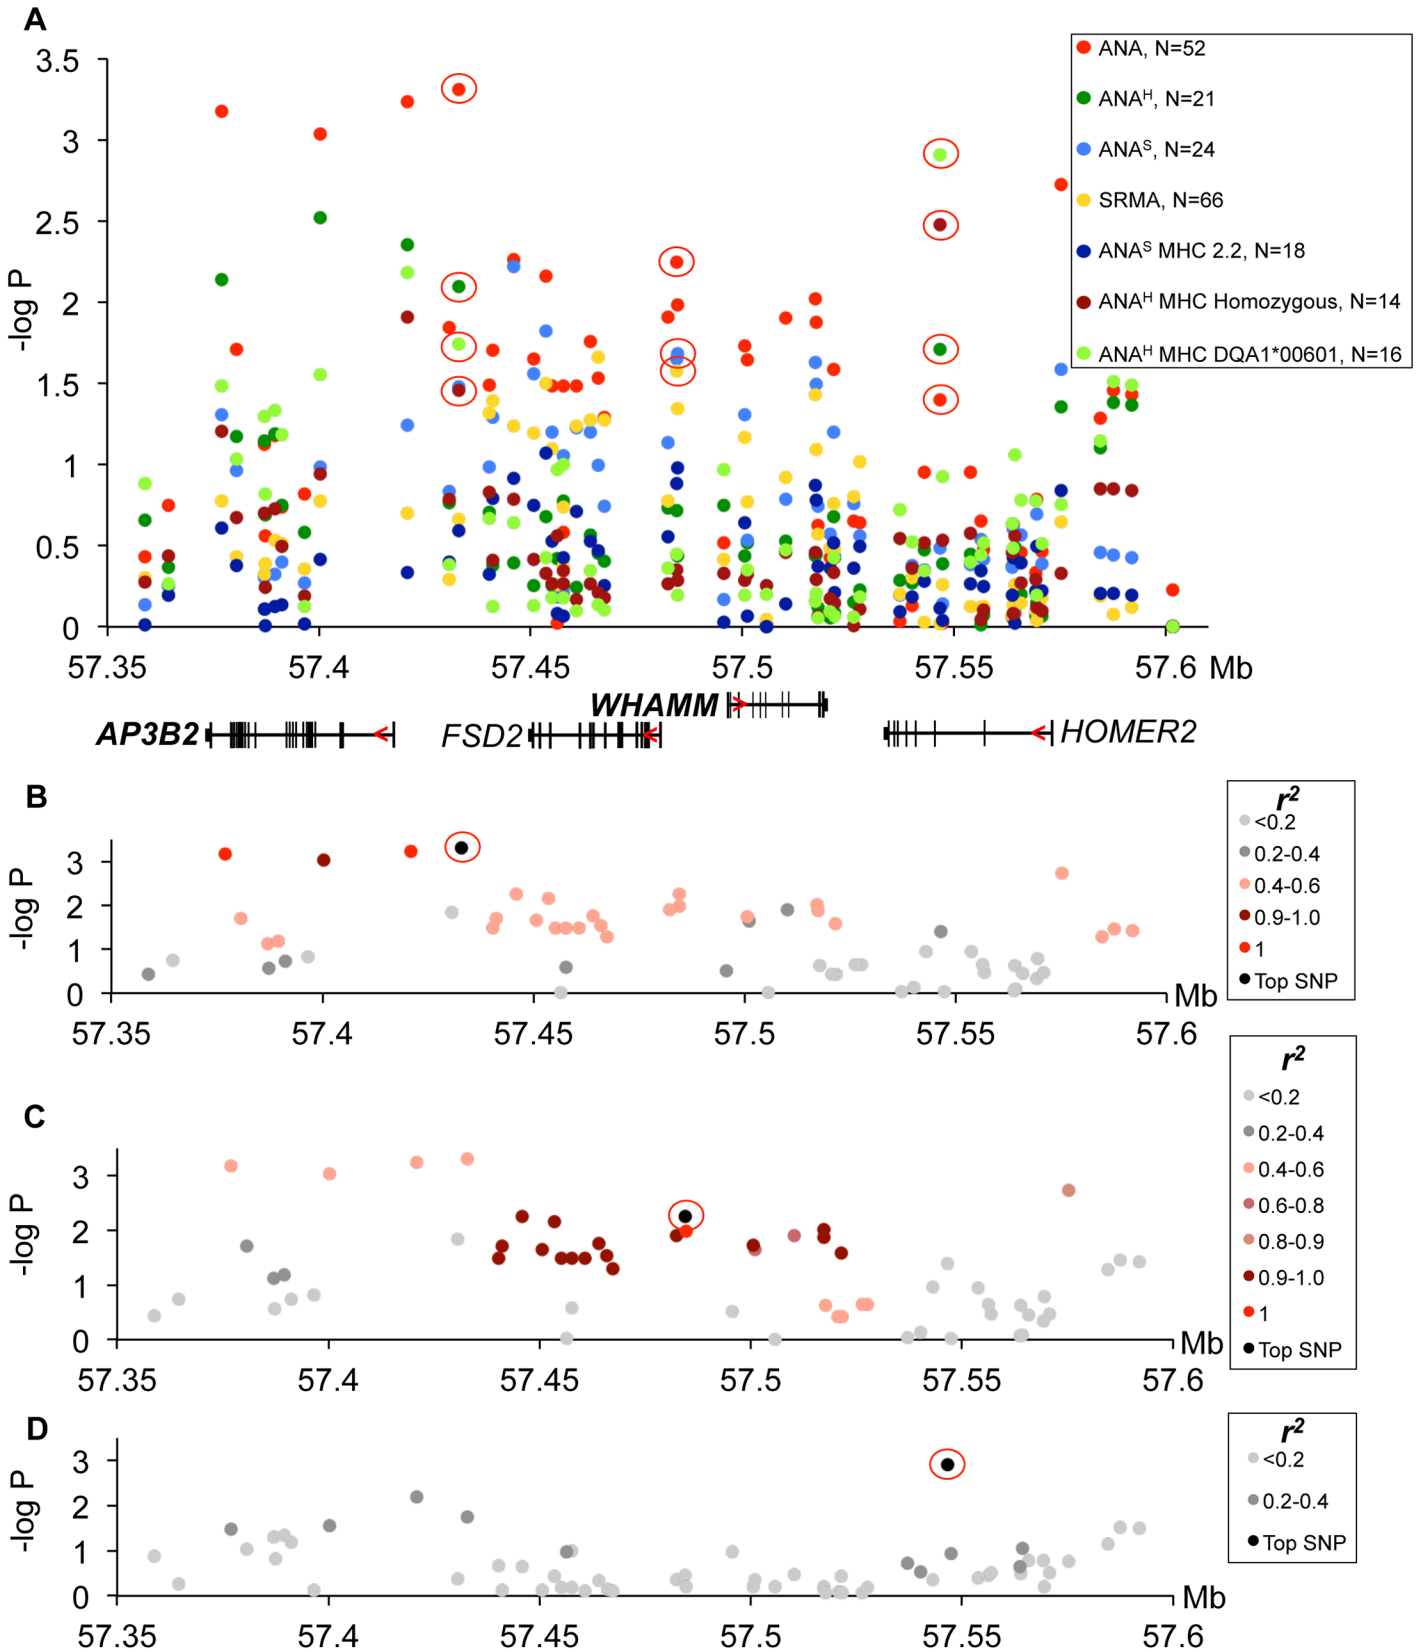 A
3.5
3
2.5
2
1.5
1
0.5
0
-log P
57.35 57.4 57.45 57.5 57.55 57.6 Mb
ANA, N=52
ANAᴴ, N=21
ANAˢ, N=24
SRMA, N=66
ANAˢ MHC 2.2, N=18
ANAᴴ MHC Homozygous, N=14
ANAᴴ MHC DQA1*00601, N=16
WHAMM
AP3B2 FSD2 HOMER2
B
3
2
1
0
-log P
57.35 57.4 57.45 57.5 57.55 57.6
Mb
r²
<0.2
0.2-0.4
0.4-0.6
0.9-1.0
1
Top SNP
C
3
2
1
0
-log P
57.35 57.4 57.45 57.5 57.55 57.6
Mb
r²
<0.2
0.2-0.4
0.4-0.6
0.6-0.8
0.8-0.9
0.9-1.0
1
Top SNP
D
3
2
1
0
-log P
57.35 57.4 57.45 57.5 57.55 57.6
Mb
r²
<0.2
0.2-0.4
Top SNP